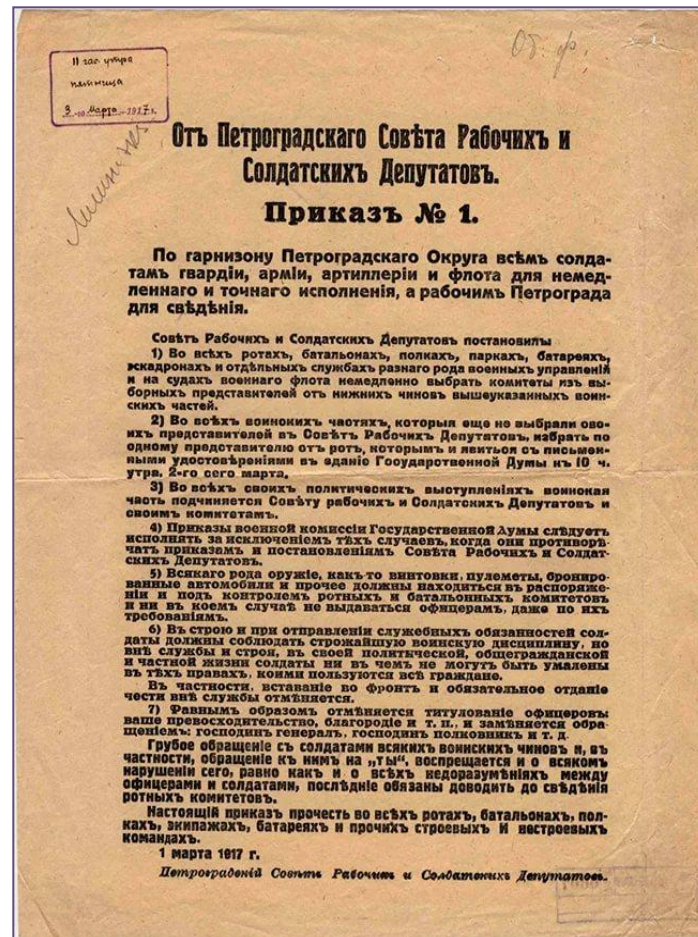 11 час. утра
пятница
3 го Марта 1917 г.
Об. ф.
Отъ Петроградскаго Совѣта Рабочихъ и
Солдатскихъ Депутатовъ.
Приказъ № 1.
По гарнизону Петроградскаго Округа всѣмъ солда-
тамъ гвардіи, арміи, артиллеріи и флота для немед-
леннаго и точнаго исполненія, а рабочимъ Петрограда
для свѣдѣнія.
Совѣтъ Рабочихъ и Солдатскихъ Депутатовъ постановилъ:
1) Во всѣхъ ротахъ, батальонахъ, полкахъ, паркахъ, батареяхъ,
эскадронахъ и отдѣльныхъ службахъ разнаго рода военныхъ управленій
и на судахъ военнаго флота немедленно выбрать комитеты изъ вы-
борныхъ представителей отъ нижнихъ чиновъ вышеуказанныхъ воин-
скихъ частей.
2) Во всѣхъ воинскихъ частяхъ, которыя еще не выбрали сво-
ихъ представителей въ Совѣтъ Рабочихъ Депутатовъ, избрать по
одному представителю отъ ротъ, которымъ и явиться съ письмен-
ными удостовѣреніями въ зданіе Государственной Думы къ 10 ч.
утра, 2-го сего марта.
3) Во всѣхъ своихъ политическихъ выступленіяхъ воинская
часть подчиняется Совѣту рабочихъ и Солдатскихъ Депутатовъ и
своимъ комитетамъ.
4) Приказы военной комиссіи Государственной Думы слѣдуетъ
исполнять за исключеніемъ тѣхъ случаевъ, когда они противорѣ-
чатъ приказамъ и постановленіямъ Совѣта Рабочихъ и Солдат-
скихъ Депутатовъ.
5) Всякаго рода оружіе, какъ-то винтовки, пулеметы, брониро-
ванные автомобили и прочее должны находиться въ распоряже-
ніи и подъ контролемъ ротныхъ и батальонныхъ комитетовъ
и ни въ коемъ случаѣ не выдаваться офицерамъ, даже по ихъ
требованіямъ.
6) Въ строю и при отправленіи служебныхъ обязанностей сол-
даты должны соблюдать строжайшую воинскую дисциплину, но
внѣ службы и строя, въ своей политической, общегражданской
и частной жизни солдаты ни въ чемъ не могутъ быть умалены
въ тѣхъ правахъ, коими пользуются всѣ граждане.
Въ частности, вставаніе во фронтъ и обязательное отданіе
чести внѣ службы отмѣняется.
7) Равнымъ образомъ отмѣняется титулованіе офицеровъ:
ваше превосходительство, благородіе и т. п. и замѣняется обра-
щеніемъ: господинъ генералъ, господинъ полковникъ и т. д.
Грубое обращеніе съ солдатами всякихъ воинскихъ чиновъ и, въ
частности, обращеніе къ нимъ на „ты“, воспрещается и о всякомъ
нарушеніи сего, равно какъ и о всѣхъ недоразумѣніяхъ между
офицерами и солдатами, послѣдніе обязаны доводить до свѣдѣнія
ротныхъ комитетовъ.
Настоящій приказъ прочесть во всѣхъ ротахъ, батальонахъ, пол-
кахъ, экипажахъ, батареяхъ и прочихъ строевыхъ и нестроевыхъ
командахъ.
1 марта 1917 г.
Петроградскій Совѣтъ Рабочихъ и Солдатскихъ Депутатовъ.